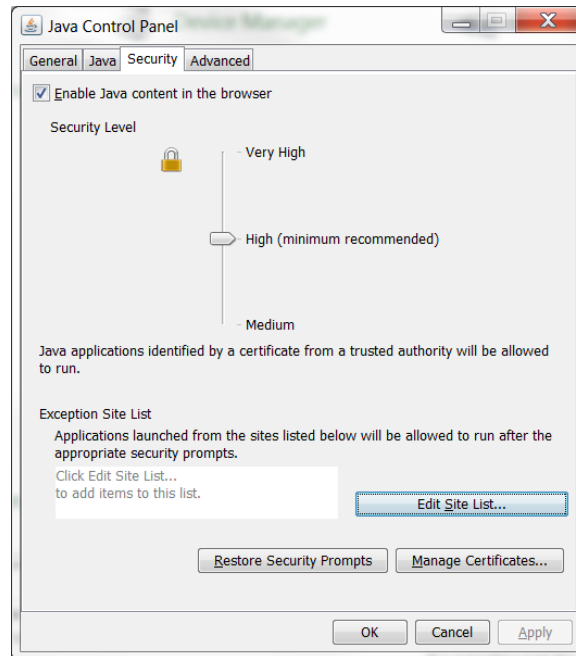 Java Control Panel
General Java Security Advanced
Enable Java content in the browser
Security Level
Very High
High (minimum recommended)
Medium
Java applications identified by a certificate from a trusted authority will be allowed
to run.
Exception Site List
Applications launched from the sites listed below will be allowed to run after the
appropriate security prompts.
Click Edit Site List...
to add items to this list.
Edit Site List...
Restore Security Prompts Manage Certificates...
OK Cancel Apply